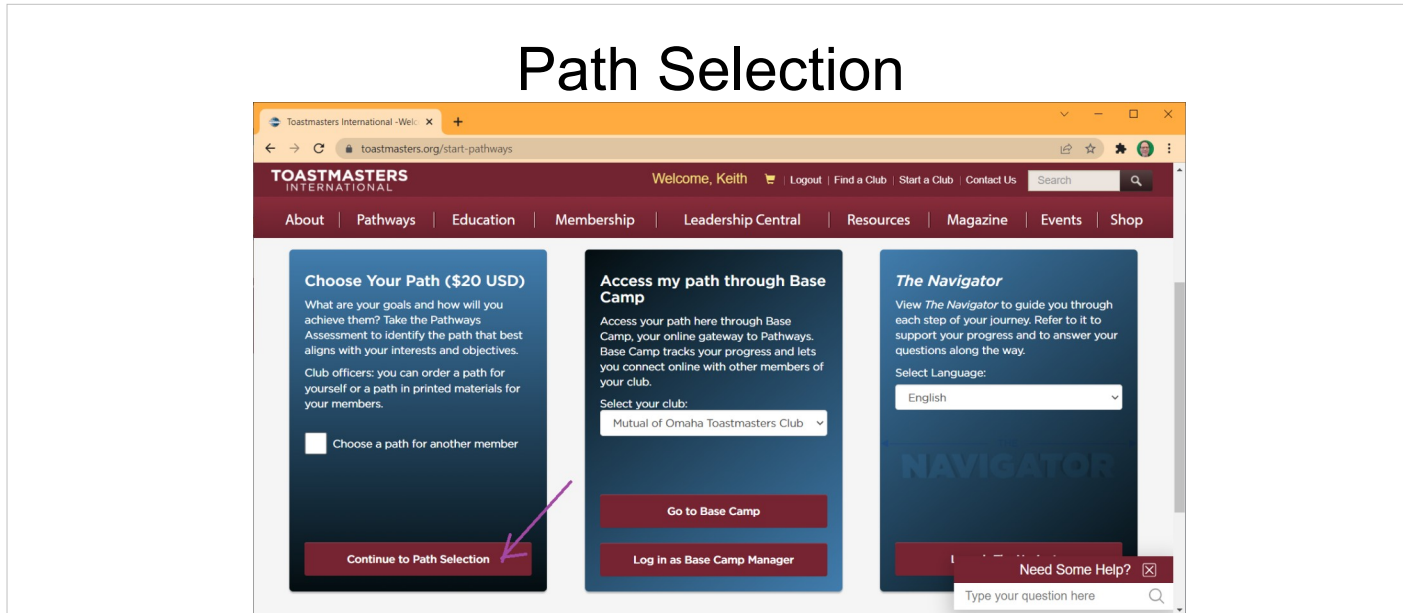 Path Selection
Toastmasters International -Welc
toastmasters.org/start-pathways
TOASTMASTERS
INTERNATIONAL
Welcome, Keith | Logout | Find a Club | Start a Club | Contact Us Search
About | Pathways | Education | Membership | Leadership Central | Resources | Magazine | Events | Shop
Choose Your Path ($20 USD)
What are your goals and how will you
achieve them? Take the Pathways
Assessment to identify the path that best
aligns with your interests and objectives.
Club officers: you can order a path for
yourself or a path in printed materials for
your members.
Choose a path for another member
Continue to Path Selection
Access my path through Base
Camp
Access your path here through Base
Camp, your online gateway to Pathways.
Base Camp tracks your progress and lets
you connect online with other members of
your club.
Select your club:
Mutual of Omaha Toastmasters Club
Go to Base Camp
Log in as Base Camp Manager
The Navigator
View The Navigator to guide you through
each step of your journey. Refer to it to
support your progress and to answer your
questions along the way.
Select Language:
English
NAVIGATOR
Need Some Help?
Type your question here